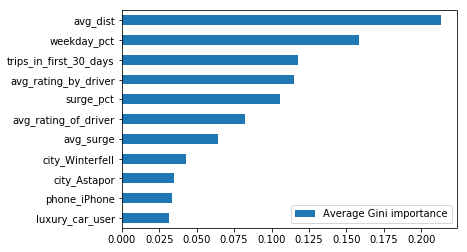 avg_dist
weekday_pct
trips_in_first_30_days
avg_rating_by_driver
surge_pct
avg_rating_of_driver
avg_surge
city_Winterfell
city_Astapor
phone_iPhone
luxury_car_user
Average Gini importance
0.000 0.025 0.050 0.075 0.100 0.125 0.150 0.175 0.200